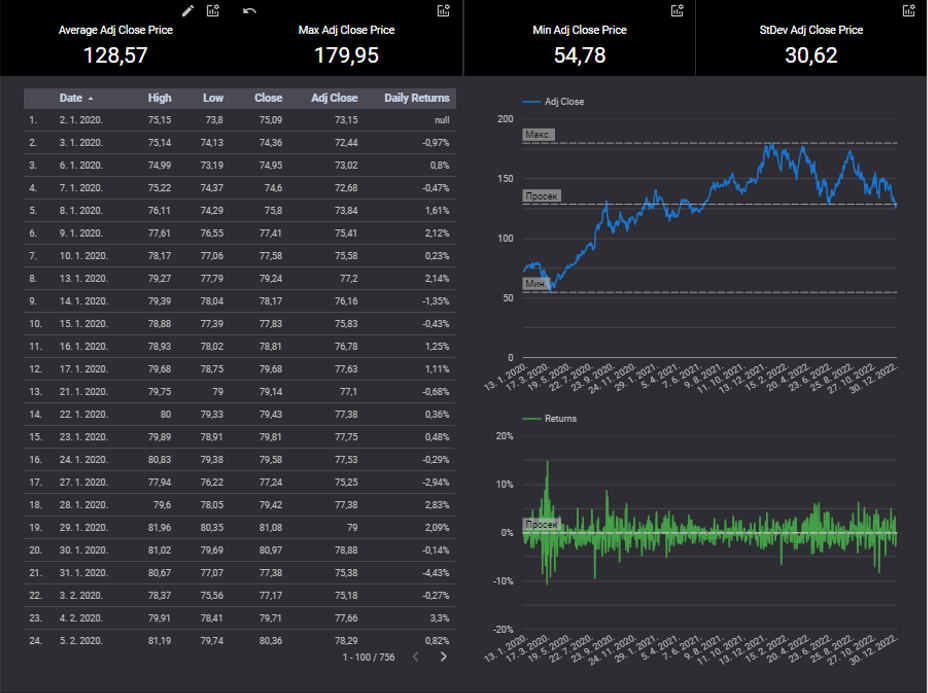 Average Adj Close Price
128,57
Max Adj Close Price
179,95
Min Adj Close Price
54,78
StDev Adj Close Price
30,62
Date High Low Close Adj Close Daily Returns
1. 2. 1. 2020. 75,15 73,8 75,09 73,15 null
2. 3. 1. 2020. 75,14 74,13 74,36 72,44 -0,97%
3. 6. 1. 2020. 74,99 73,19 74,95 73,02 0,8%
4. 7. 1. 2020. 75,22 74,37 74,6 72,68 -0,47%
5. 8. 1. 2020. 76,11 74,29 75,8 73,84 1,61%
6. 9. 1. 2020. 77,61 76,55 77,41 75,41 2,12%
7. 10. 1. 2020. 78,17 77,06 77,58 75,58 0,23%
8. 13. 1. 2020. 79,27 77,79 79,24 77,2 2,14%
9. 14. 1. 2020. 79,39 78,04 78,17 76,16 -1,35%
10. 15. 1. 2020. 78,88 77,39 77,83 75,83 -0,43%
11. 16. 1. 2020. 78,93 78,02 78,81 76,78 1,25%
12. 17. 1. 2020. 79,68 78,75 79,68 77,63 1,11%
13. 21. 1. 2020. 79,75 79 79,14 77,1 -0,68%
14. 22. 1. 2020. 80 79,33 79,43 77,38 0,36%
15. 23. 1. 2020. 79,89 78,91 79,81 77,75 0,48%
16. 24. 1. 2020. 80,83 79,38 79,58 77,53 -0,29%
17. 27. 1. 2020. 77,94 76,22 77,24 75,25 -2,94%
18. 28. 1. 2020. 79,6 78,05 79,42 77,38 2,83%
19. 29. 1. 2020. 81,96 80,35 81,08 79 2,09%
20. 30. 1. 2020. 81,02 79,69 80,97 78,88 -0,14%
21. 31. 1. 2020. 80,67 77,07 77,38 75,38 -4,43%
22. 3. 2. 2020. 78,37 75,56 77,17 75,18 -0,27%
23. 4. 2. 2020. 79,91 78,41 79,71 77,66 3,3%
24. 5. 2. 2020. 81,19 79,74 80,36 78,29 0,82%
1 - 100 / 756
Adj Close
200
Макс.
150
Просек
100
Мин.
50
0
13. 1. 2020. 17. 3. 2020. 19. 5. 2020. 22. 7. 2020. 23. 9. 2020. 24. 11. 2020. 29. 1. 2021. 5. 4. 2021. 7. 6. 2021. 9. 8. 2021. 11. 10. 2021. 13. 12. 2021. 15. 2. 2022. 20. 4. 2022. 23. 6. 2022. 25. 8. 2022. 27. 10. 2022. 30. 12. 2022.
Returns
20%
10%
Просек
0%
-10%
-20%
13. 1. 2020. 17. 3. 2020. 19. 5. 2020. 22. 7. 2020. 23. 9. 2020. 24. 11. 2020. 29. 1. 2021. 5. 4. 2021. 7. 6. 2021. 9. 8. 2021. 11. 10. 2021. 13. 12. 2021. 15. 2. 2022. 20. 4. 2022. 23. 6. 2022. 25. 8. 2022. 27. 10. 2022. 30. 12. 2022.